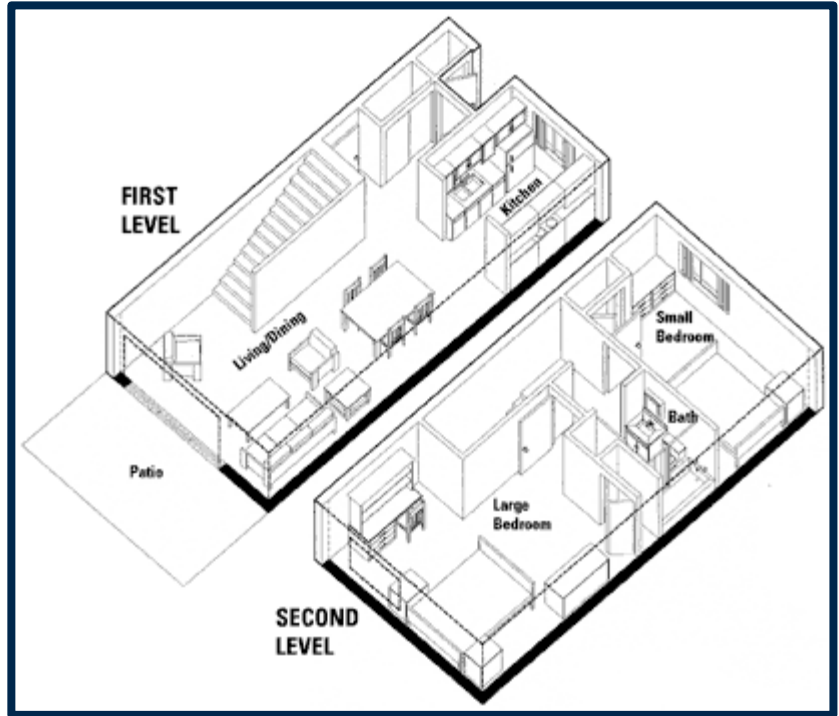 FIRST
LEVEL
Kitchen
Living/Dining
Patio
Small
Bedroom
Bath
Large
Bedroom
SECOND
LEVEL